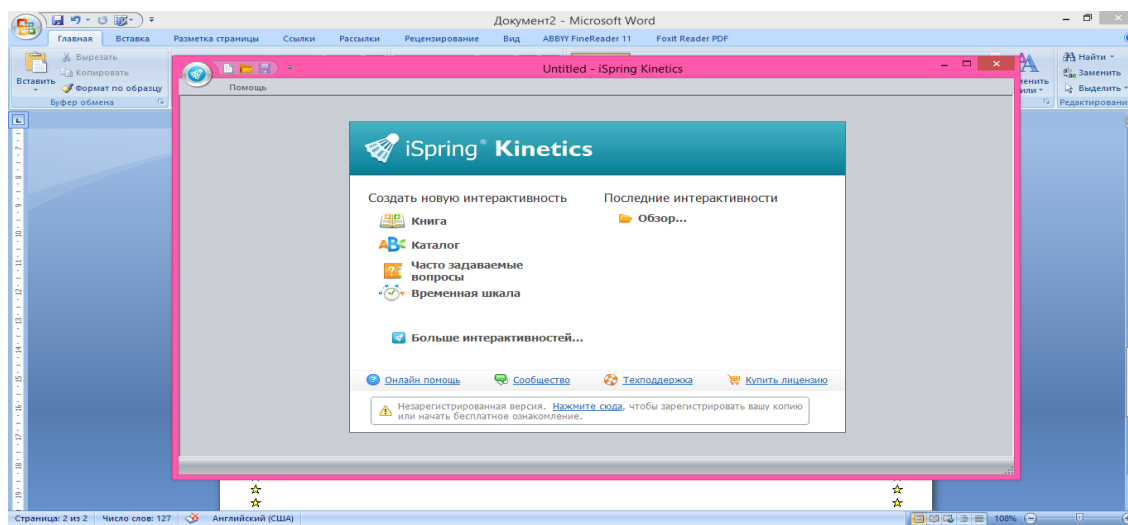 Документ2 - Microsoft Word
Главная Вставка Разметка страницы Ссылки Рассылки Рецензирование Вид ABBYY FineReader 11 Foxit Reader PDF
Вставить
Вырезать
Копировать
Формат по образцу
Буфер обмена
Найти
Заменить
Выделить
Untitled - iSpring Kinetics
Помощь
iSpring® Kinetics
Создать новую интерактивность
Книга
Каталог
Часто задаваемые
вопросы
Временная шкала
Больше интерактивностей...
Последние интерактивности
Обзор...
Онлайн помощь Сообщество Техподдержка Купить лицензию
Незарегистрированная версия. Нажмите сюда, чтобы зарегистрировать вашу копию
или начать бесплатное ознакомление.
Страница: 2 из 2 Число слов: 127 Английский (США) 108%